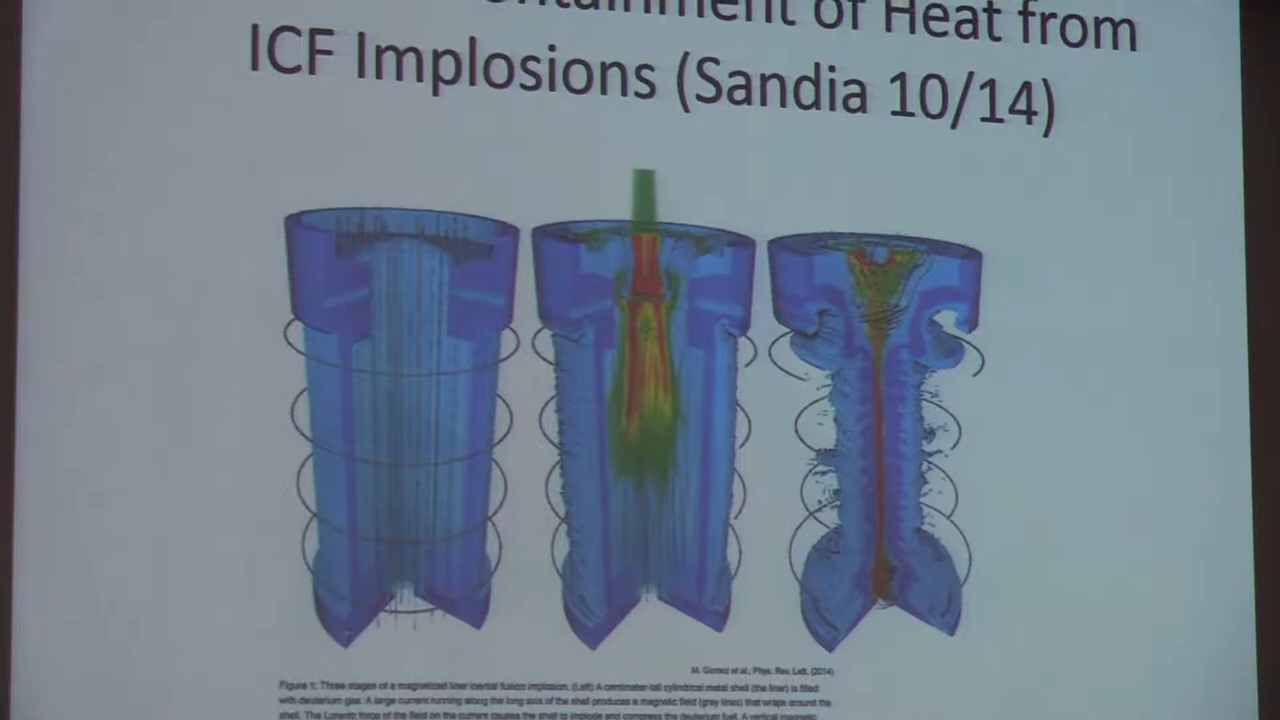 ntainment of Heat from
ICF Implosions (Sandia 10/14)
M. Gomez et al., Phys. Rev. Lett. (2014)
Figure 1: Three stages of a magnetized liner inertial fusion implosion. (Left) A centimeter-tall cylindrical metal shell (the liner) is filled
with deuterium gas. A large current running along the long axis of the shell produces a magnetic field (grey lines) that wraps around the
shell. The Lorentz force of the field on the current causes the shell to implode and compress the deuterium fuel. A vertical magnetic